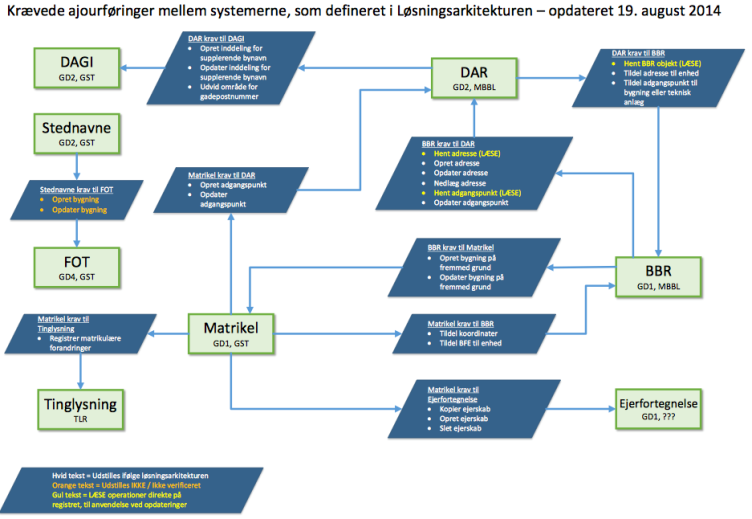 Krævede ajourføringer mellem systemerne, som defineret i Løsningsarkitekturen – opdateret 19. august 2014
DAGI
GD2, GST
DAR krav til DAGI
• Opret inddeling for
supplerende bynavn
• Opdater inddeling for
supplerende bynavn
• Udvid område for
gadepostnummer
DAR
GD2, MBBL
DAR krav til BBR
• Hent BBR objekt (LÆSE)
• Tildel adresse til enhed
• Tildel adgangspunkt til
bygning eller teknisk
anlæg
Stednavne
GD2, GST
Stednavne krav til FOT
• Opret bygning
• Opdater bygning
FOT
GD4, GST
Matrikel krav til DAR
• Opret adgangspunkt
• Opdater
adgangspunkt
BBR krav til DAR
• Hent adresse (LÆSE)
• Opret adresse
• Opdater adresse
• Nedlæg adresse
• Hent adgangspunkt (LÆSE)
• Opdater adgangspunkt
BBR krav til Matrikel
• Opret bygning på
fremmed grund
• Opdater bygning på
fremmed grund
BBR
GD1, MBBL
Matrikel krav til
Tinglysning
• Registrer matrikulære
forandringer
Matrikel
GD1, GST
Matrikel krav til BBR
• Tildel koordinater
• Tildel BFE til enhed
Tinglysning
TLR
Matrikel krav til
Ejerfortegnelse
• Kopier ejerskab
• Opret ejerskab
• Slet ejerskab
Ejerfortegnelse
GD1, ???
Hvid tekst = Udstilles ifølge løsningsarkitekturen
Orange tekst = Udstilles IKKE / Ikke verificeret
Gul tekst = LÆSE operationer direkte på
registret, til anvendelse ved opdateringer